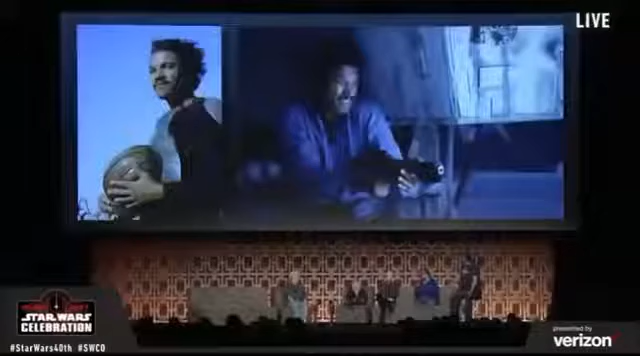 LIVE
STAR WARS
CELEBRATION
#StarWars40th #SWCO
presented by
verizon